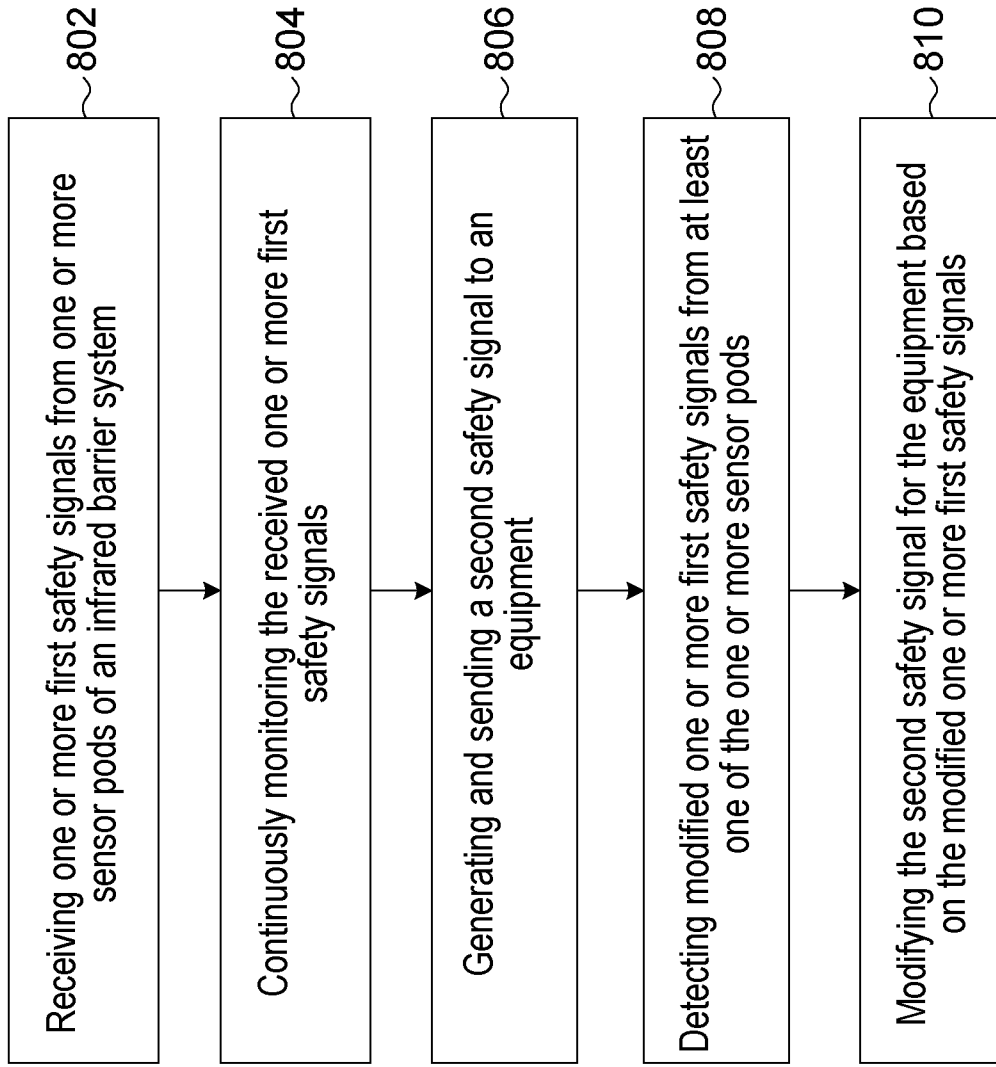 Receiving one or more first safety signals from one or more
sensor pods of an infrared barrier system
802
Continuously monitoring the received one or more first
safety signals
804
Generating and sending a second safety signal to an
equipment
806
Detecting modified one or more first safety signals from at least
one of the one or more sensor pods
808
Modifying the second safety signal for the equipment based
on the modified one or more first safety signals
810